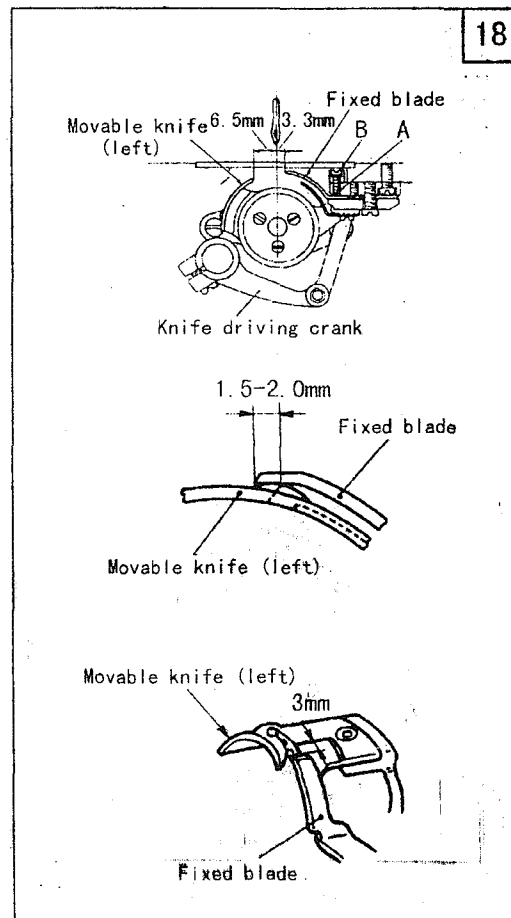 18
Fixed blade
Movable knife 6.5mm 3.3mm B A
(left)
Knife driving crank
1.5-2.0mm
Fixed blade
Movable knife (left)
Movable knife (left)
3mm
Fixed blade